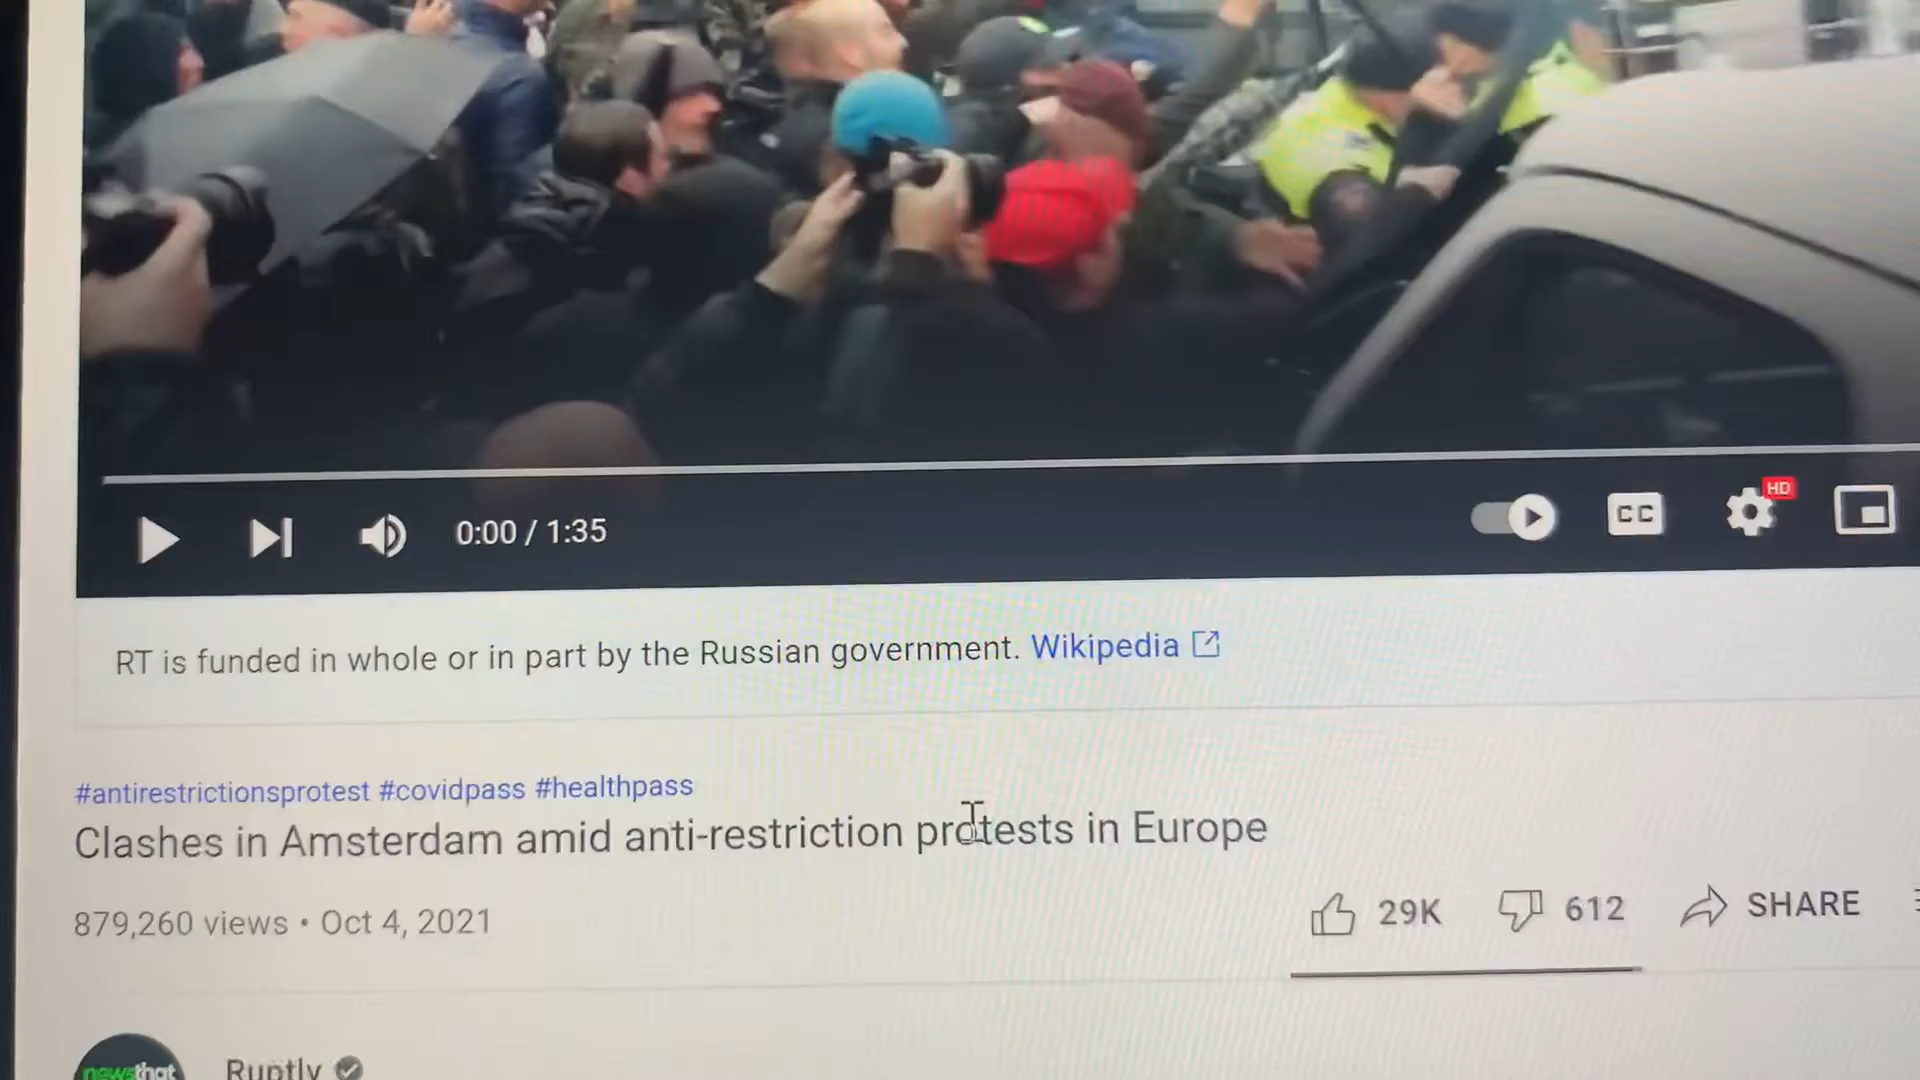 HD
CC
0:00 / 1:35
RT is funded in whole or in part by the Russian government. Wikipedia
#antirestrictionsprotest #covidpass #healthpass
Clashes in Amsterdam amid anti-restriction protests in Europe
879,260 views • Oct 4, 2021
29K 612 SHARE
newsthat
Ruptly